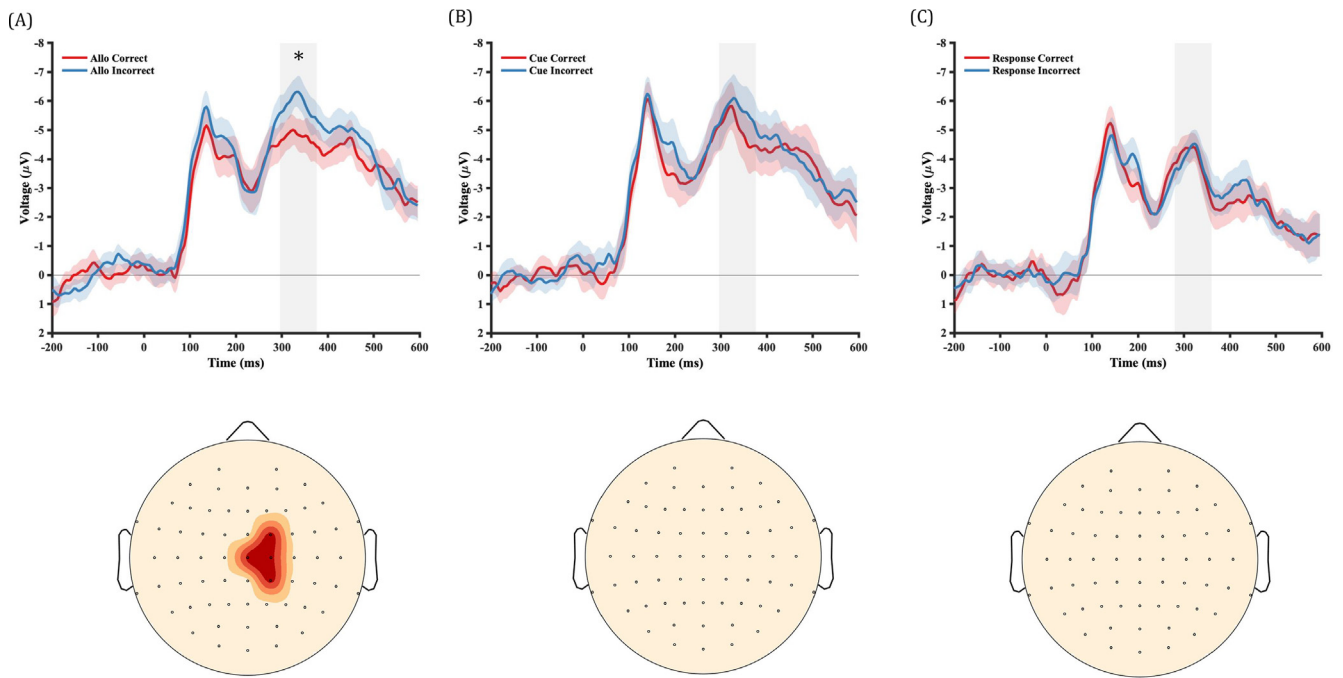 (A)
-8
-7
-6
-5
-4
-3
-2
-1
0
1
2
Voltage (μV)
Allo Correct
Allo Incorrect
*
-200 -100 0 100 200 300 400 500 600
Time (ms)
(B)
-8
-7
-6
-5
-4
-3
-2
-1
0
1
2
Voltage (μV)
Cue Correct
Cue Incorrect
-200 -100 0 100 200 300 400 500 600
Time (ms)
(C)
-8
-7
-6
-5
-4
-3
-2
-1
0
1
2
Voltage (μV)
Response Correct
Response Incorrect
-200 -100 0 100 200 300 400 500 600
Time (ms)